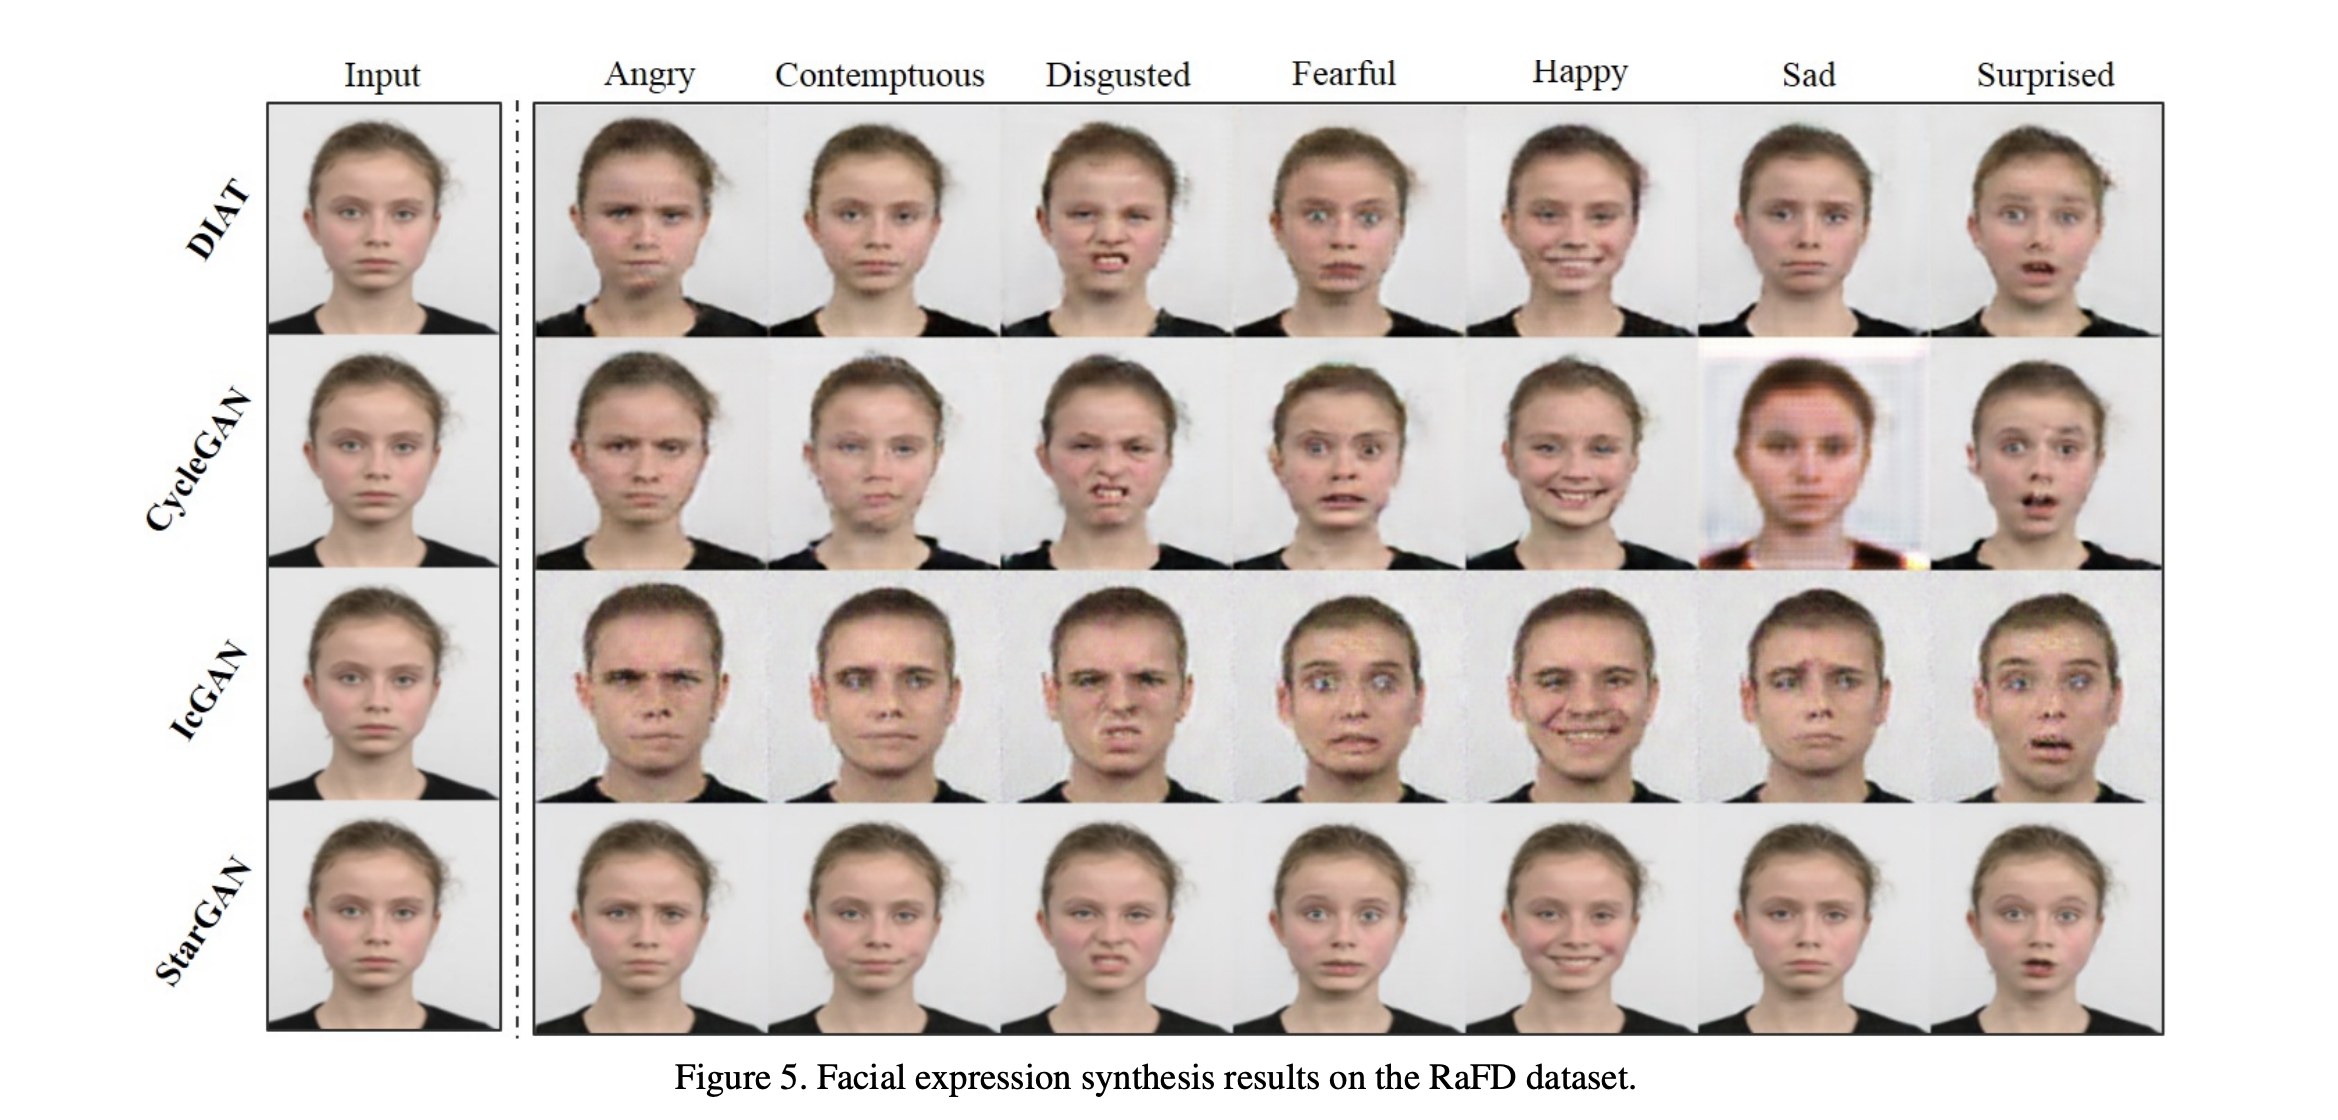 Input Angry Contemptuous Disgusted Fearful Happy Sad Surprised
DIAT
CycleGAN
IcGAN
StarGAN
Figure 5. Facial expression synthesis results on the RaFD dataset.